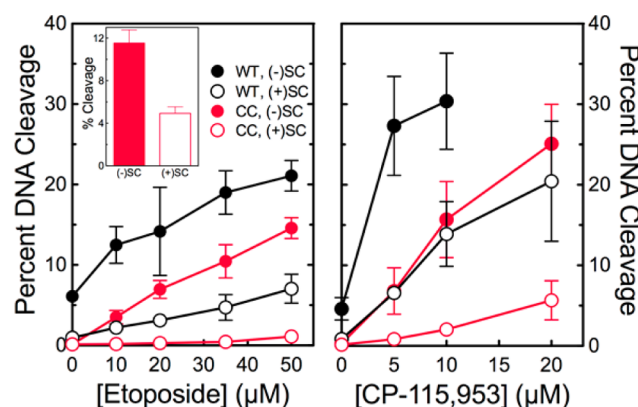 40
30
20
10
0
Percent DNA Cleavage
12
8
4
0
% Cleavage
(-)SC
(+)SC
WT, (-)SC
WT, (+)SC
CC, (-)SC
CC, (+)SC
0
10
20
30
40
50
[Etoposide] (μM)
0
5
10
15
20
[CP-115,953] (μM)
40
30
20
10
0
Percent DNA Cleavage